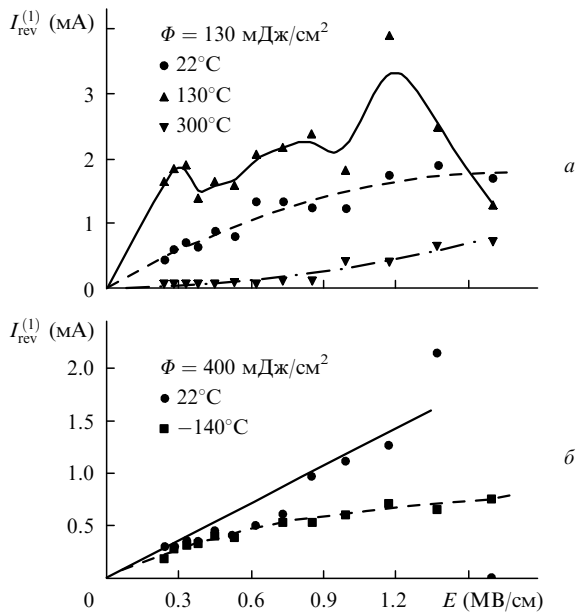 I_rev^(1) (мА)
Φ = 130 мДж/см²
22°C
130°C
300°C
4
3
2
1
0
а
I_rev^(1) (мА)
Φ = 400 мДж/см²
22°C
−140°C
2.0
1.5
1.0
0.5
б
0 0.3 0.6 0.9 1.2 E (МВ/см)